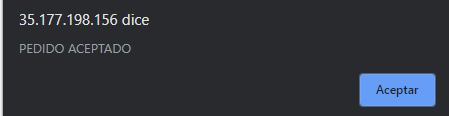 35.177.198.156 dice
PEDIDO ACEPTADO
Aceptar